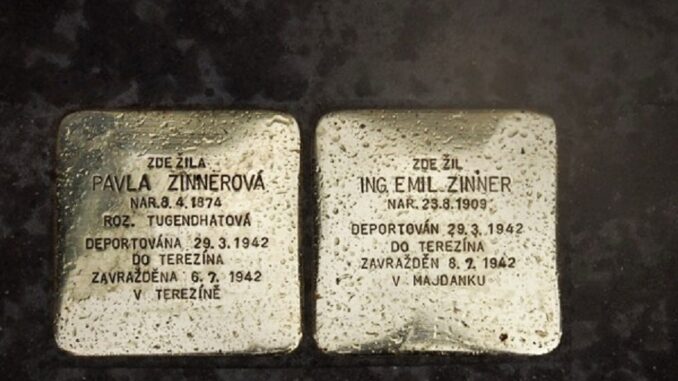 ZDE ŽILA
PAVLA ZINNEROVÁ
NAR.8.4.1874
ROZ. TUGENDHATOVÁ
DEPORTOVÁNA 29.3.1942
DO TEREZÍNA
ZAVRAŽDĚNA 6.7. 1942
V TEREZÍNĚ
ZDE ŽIL
ING.EMIL ZINNER
NAR. 23.8.1909
DEPORTOVÁN 29.3.1942
DO TEREZÍNA
ZAVRAŽDĚN 8.7. 1942
V MAJDANKU